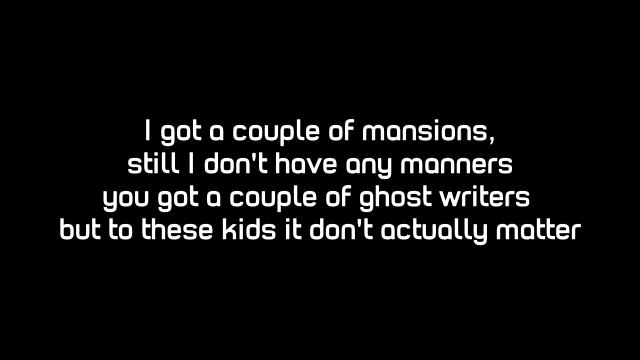 I got a couple of mansions,
still I don't have any manners
you got a couple of ghost writers
but to these kids it don't actually matter